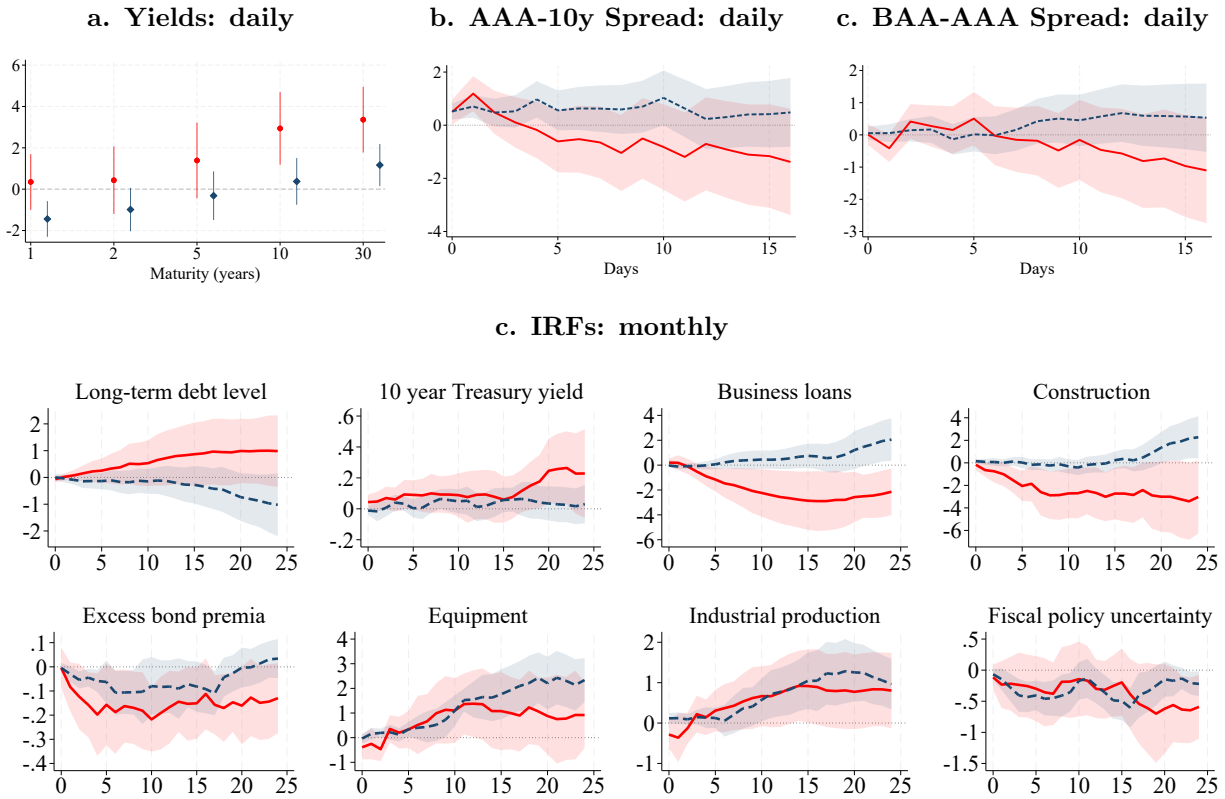 a. Yields: daily
b. AAA-10y Spread: daily
c. BAA-AAA Spread: daily
6
4
2
0
-2
1 2 5 10 30
Maturity (years)
2
0
-2
-4
0 5 10 15
Days
2
1
0
-1
-2
-3
0 5 10 15
Days
c. IRFs: monthly
Long-term debt level
2
1
0
-1
-2
0 5 10 15 20 25
10 year Treasury yield
.6
.4
.2
0
-.2
0 5 10 15 20 25
Business loans
4
2
0
-2
-4
-6
0 5 10 15 20 25
Construction
4
2
0
-2
-4
-6
0 5 10 15 20 25
Excess bond premia
.1
0
-.1
-.2
-.3
-.4
0 5 10 15 20 25
Equipment
4
3
2
1
0
-1
0 5 10 15 20 25
Industrial production
2
1
0
-1
0 5 10 15 20 25
Fiscal policy uncertainty
.5
0
-.5
-1
-1.5
0 5 10 15 20 25